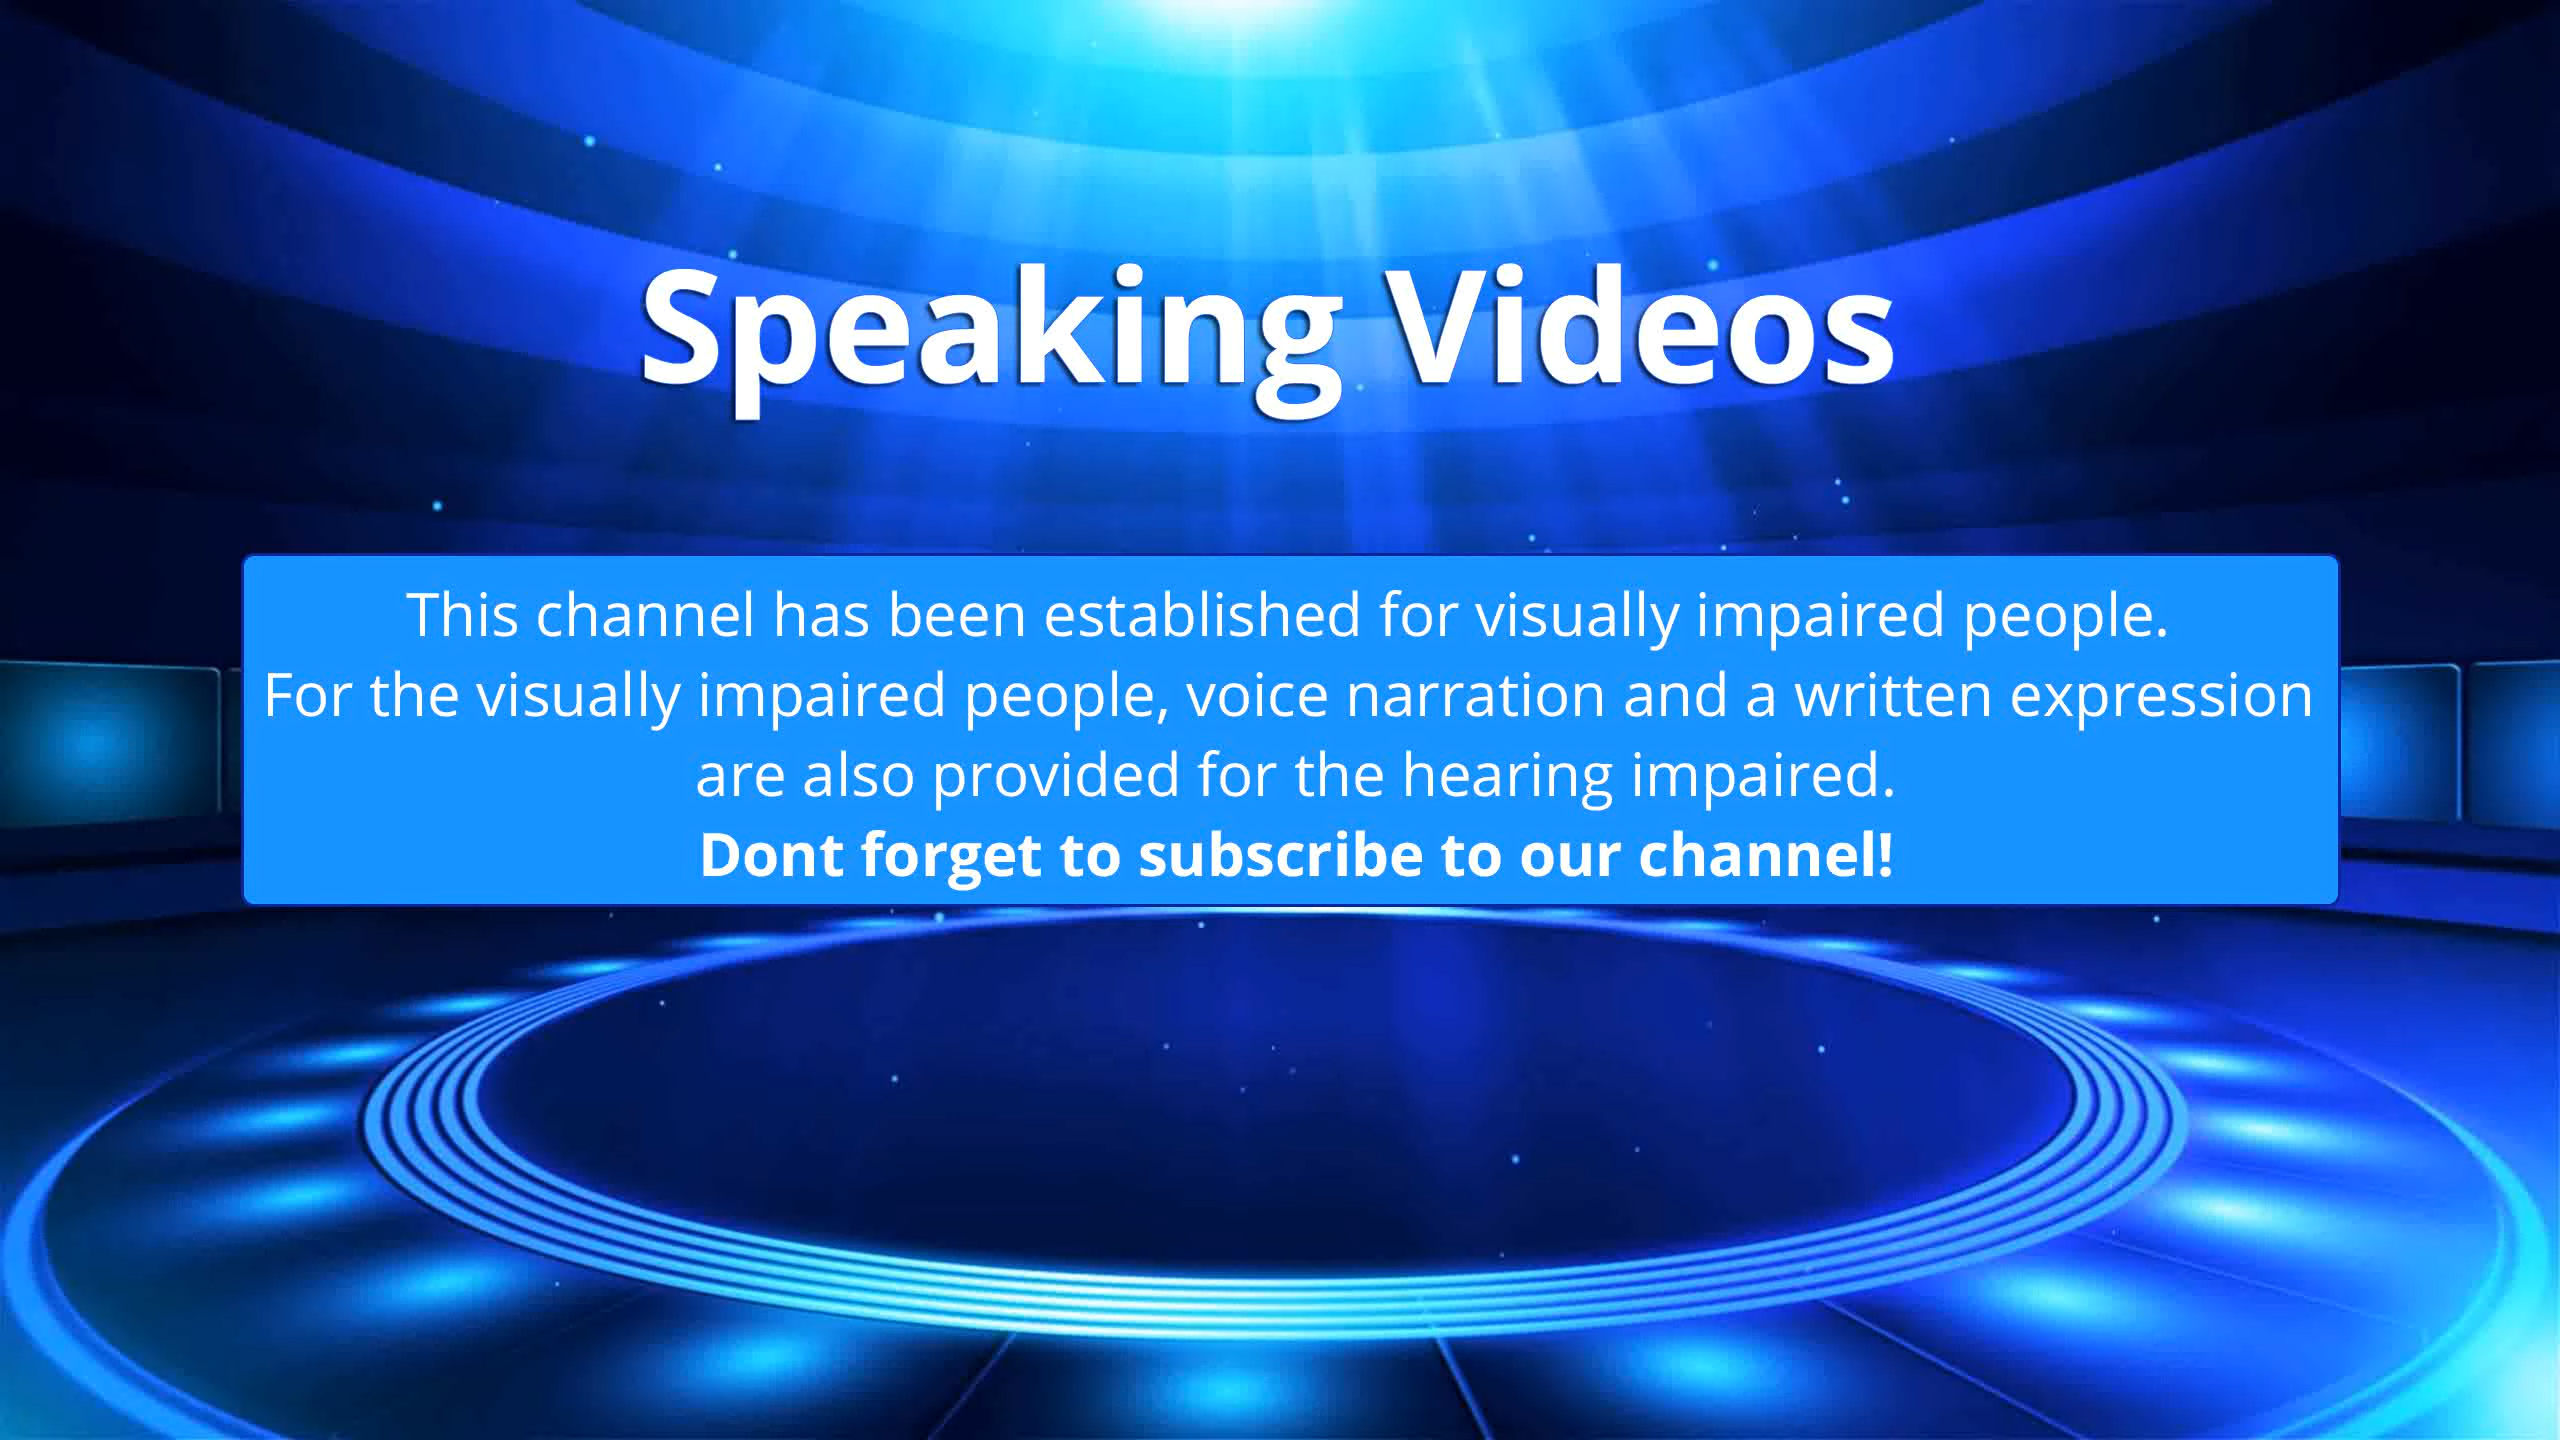 Speaking Videos
This channel has been established for visually impaired people.
For the visually impaired people, voice narration and a written expression
are also provided for the hearing impaired.
Dont forget to subscribe to our channel!